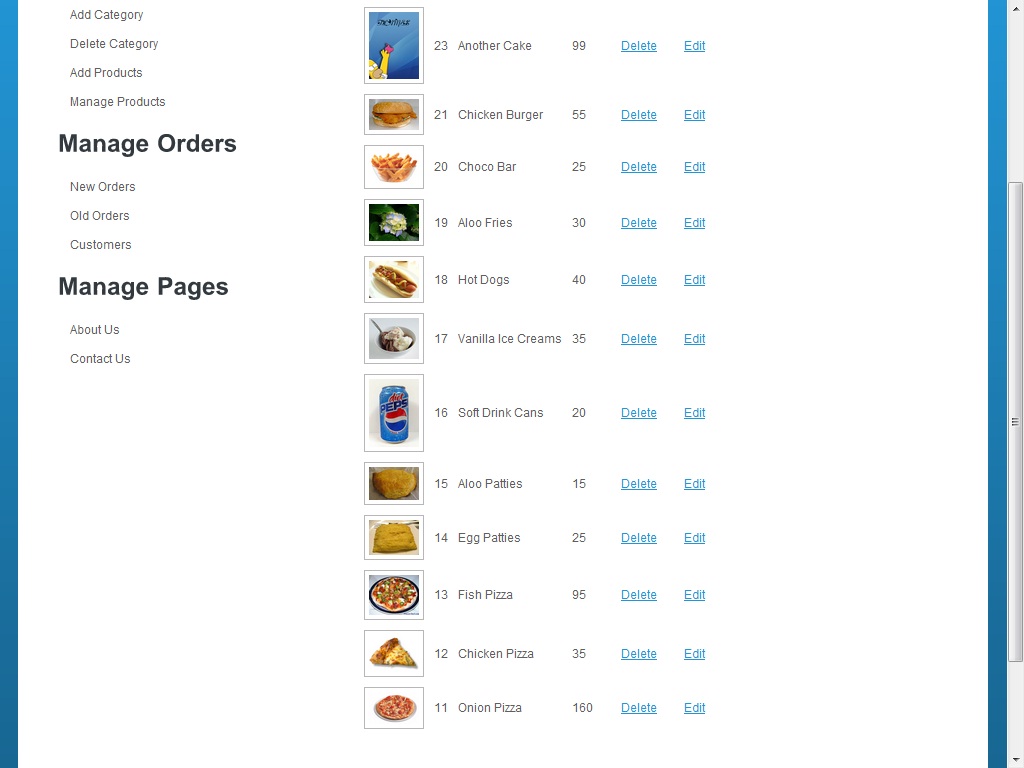 Add Category
Delete Category
Add Products
Manage Products
Manage Orders
New Orders
Old Orders
Customers
Manage Pages
About Us
Contact Us
23 Another Cake 99 Delete Edit
21 Chicken Burger 55 Delete Edit
20 Choco Bar 25 Delete Edit
19 Aloo Fries 30 Delete Edit
18 Hot Dogs 40 Delete Edit
17 Vanilla Ice Creams 35 Delete Edit
PEPSI
16 Soft Drink Cans 20 Delete Edit
15 Aloo Patties 15 Delete Edit
14 Egg Patties 25 Delete Edit
13 Fish Pizza 95 Delete Edit
12 Chicken Pizza 35 Delete Edit
11 Onion Pizza 160 Delete Edit